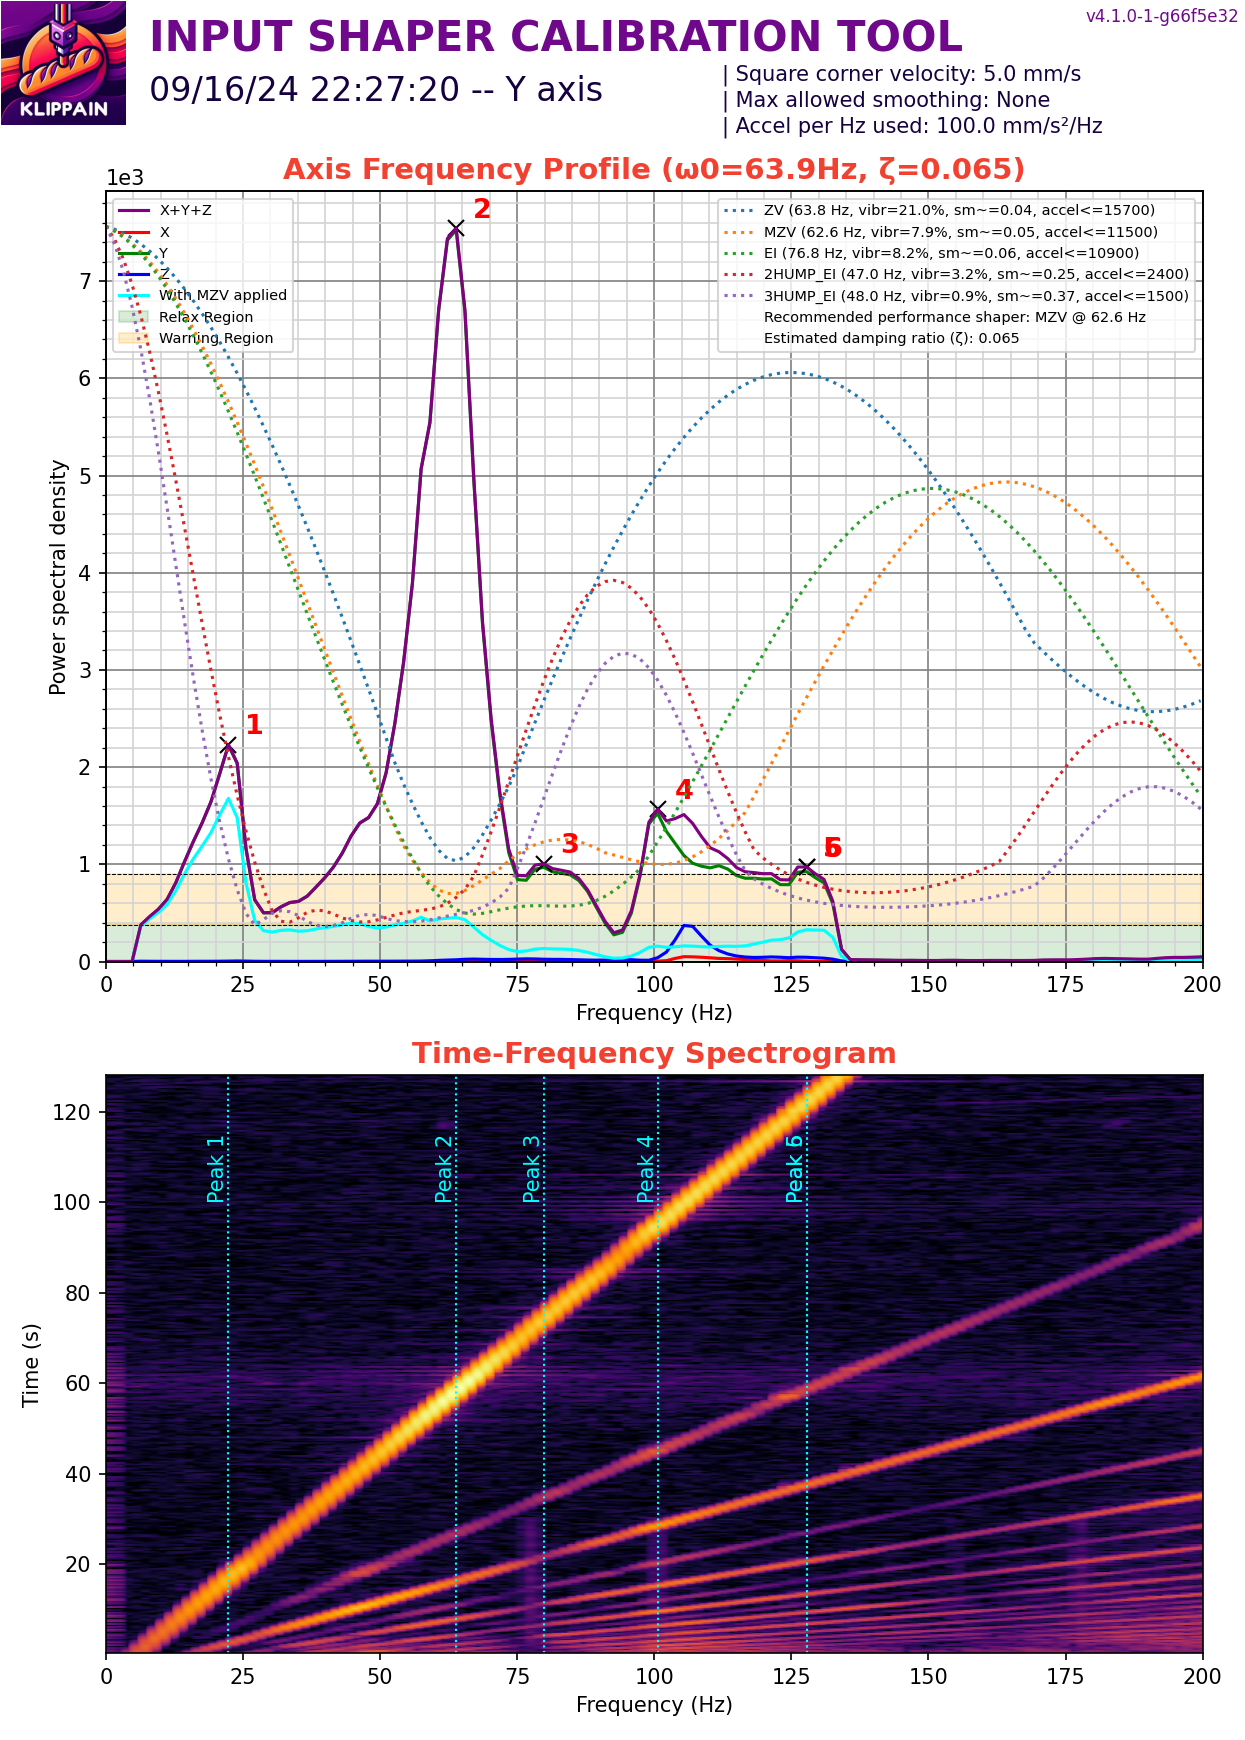 v4.1.0-1-g66f5e32
INPUT SHAPER CALIBRATION TOOL
09/16/24 22:27:20 -- Y axis
| Square corner velocity: 5.0 mm/s
| Max allowed smoothing: None
| Accel per Hz used: 100.0 mm/s²/Hz
KLIPPAIN
Axis Frequency Profile (ω0=63.9Hz, ζ=0.065)
1e3
X+Y+Z
X
Y
Z
With MZV applied
Relax Region
Warning Region
ZV (63.8 Hz, vibr=21.0%, sm~=0.04, accel<=15700)
MZV (62.6 Hz, vibr=7.9%, sm~=0.05, accel<=11500)
EI (76.8 Hz, vibr=8.2%, sm~=0.06, accel<=10900)
2HUMP_EI (47.0 Hz, vibr=3.2%, sm~=0.25, accel<=2400)
3HUMP_EI (48.0 Hz, vibr=0.9%, sm~=0.37, accel<=1500)
Recommended performance shaper: MZV @ 62.6 Hz
Estimated damping ratio (ζ): 0.065
2
1
4
3
Power spectral density
7
6
5
4
3
2
1
0
0 25 50 75 100 125 150 175 200
Frequency (Hz)
Time-Frequency Spectrogram
Time (s)
120
100
80
60
40
20
Peak 1
Peak 2
Peak 3
Peak 4
0 25 50 75 100 125 150 175 200
Frequency (Hz)